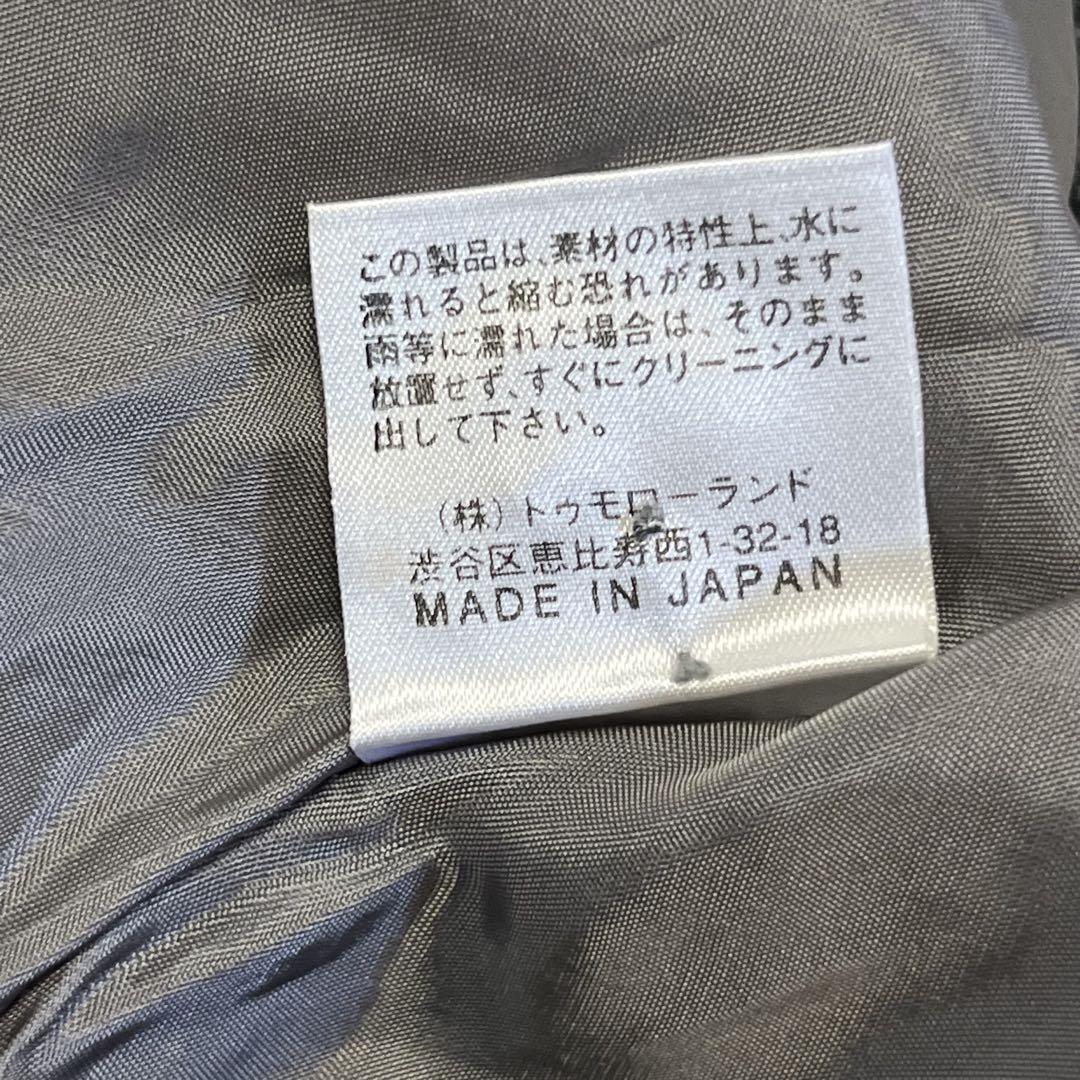 この製品は、素材の特性上、水に
濡れると縮む恐れがあります。
雨等に濡れた場合は、そのまま
放置せず、すぐにクリーニングに
出して下さい。
(株)トゥモローランド
渋谷区恵比寿西1-32-18
MADE IN JAPAN